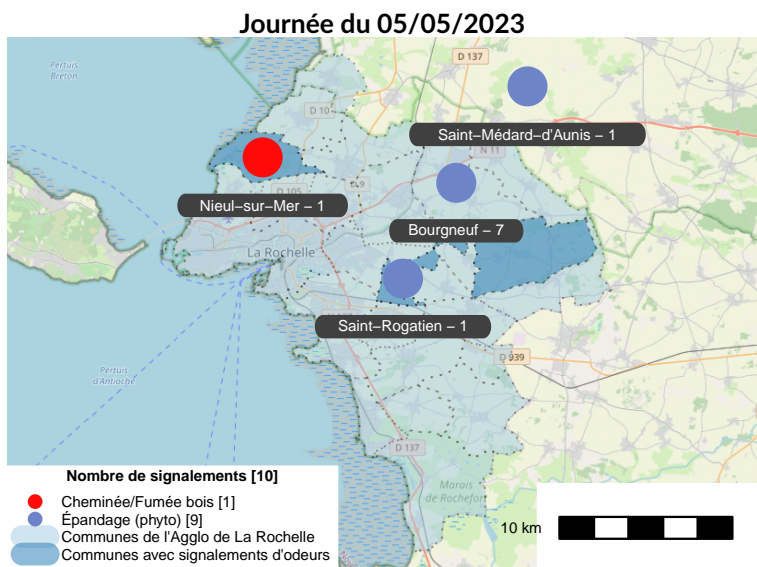 Journée du 05/05/2023
Pertuis
Breton
D 137
D 10
Saint-Médard-d'Aunis – 1
N 11
D 105
Nieul-sur-Mer – 1
Bourgneuf – 7
La Rochelle
Saint-Rogatien – 1
D 939
Pertuis
d'Antioche
D 137
Marais
de Rochefort
Nombre de signalements [10]
Cheminée/Fumée bois [1]
Épandage (phyto) [9]
Communes de l'Agglo de La Rochelle
Communes avec signalements d'odeurs
10 km